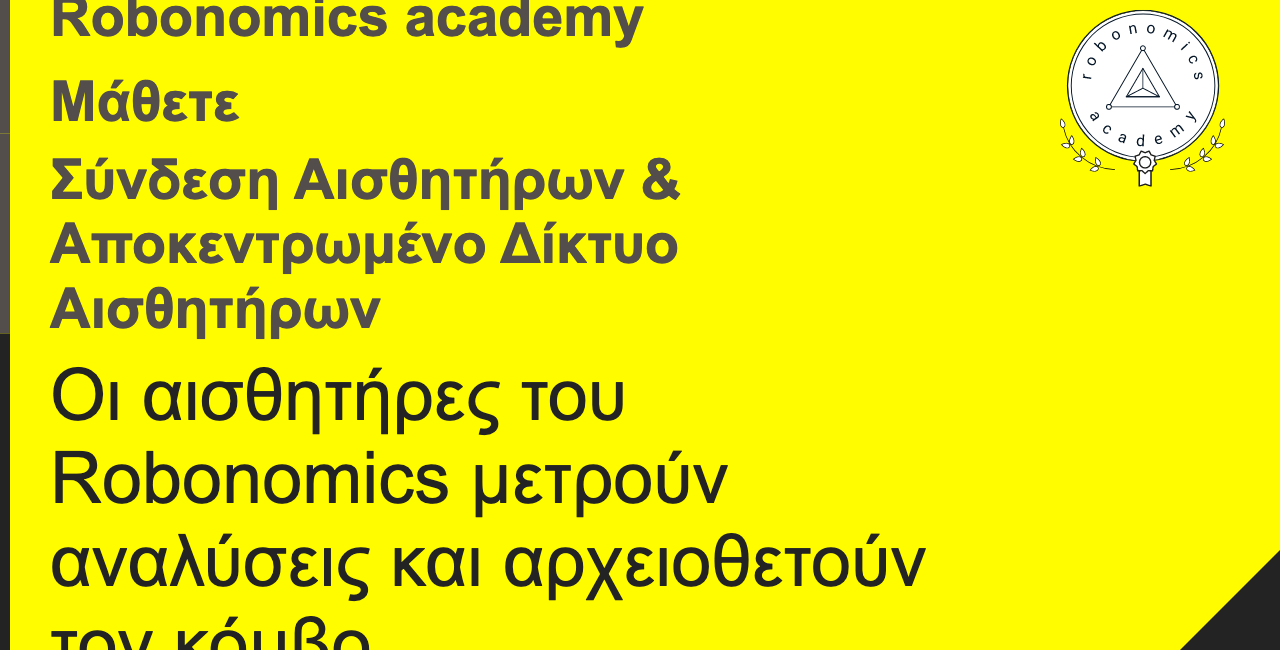 Robonomics academy
Μάθετε
Σύνδεση Αισθητήρων &
Αποκεντρωμένο Δίκτυο
Αισθητήρων
Οι αισθητήρες του
Robonomics μετρούν
αναλύσεις και αρχειοθετούν
τον κόμβο
robonomics
academy